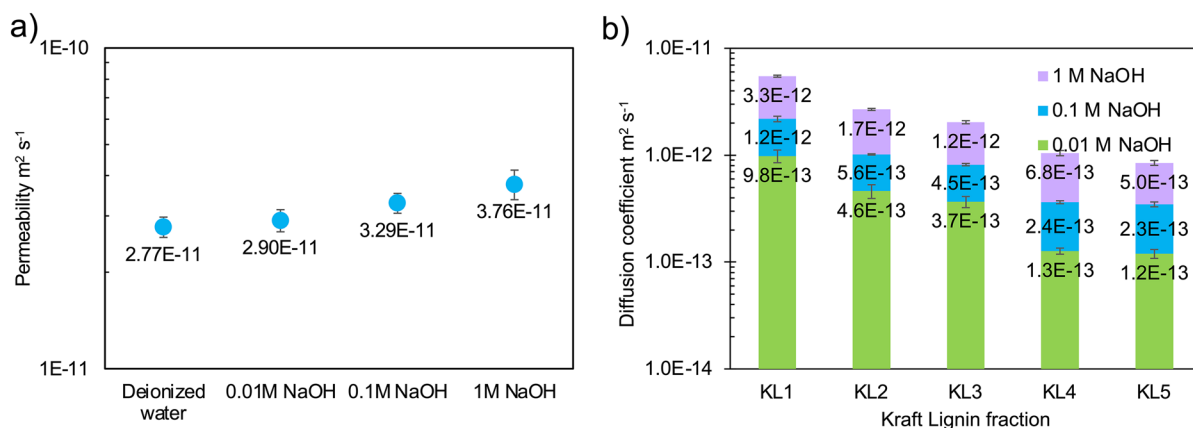 a)
1E-10
Permeability m² s⁻¹
2.77E-11
2.90E-11
3.29E-11
3.76E-11
1E-11
Deionized
water
0.01M NaOH
0.1M NaOH
1M NaOH
b)
1.0E-11
1.0E-12
1.0E-13
1.0E-14
Diffusion coefficient m² s⁻¹
1 M NaOH
0.1 M NaOH
0.01 M NaOH
3.3E-12
1.2E-12
9.8E-13
1.7E-12
5.6E-13
4.6E-13
1.2E-12
4.5E-13
3.7E-13
6.8E-13
2.4E-13
1.3E-13
5.0E-13
2.3E-13
1.2E-13
KL1
KL2
KL3
KL4
KL5
Kraft Lignin fraction